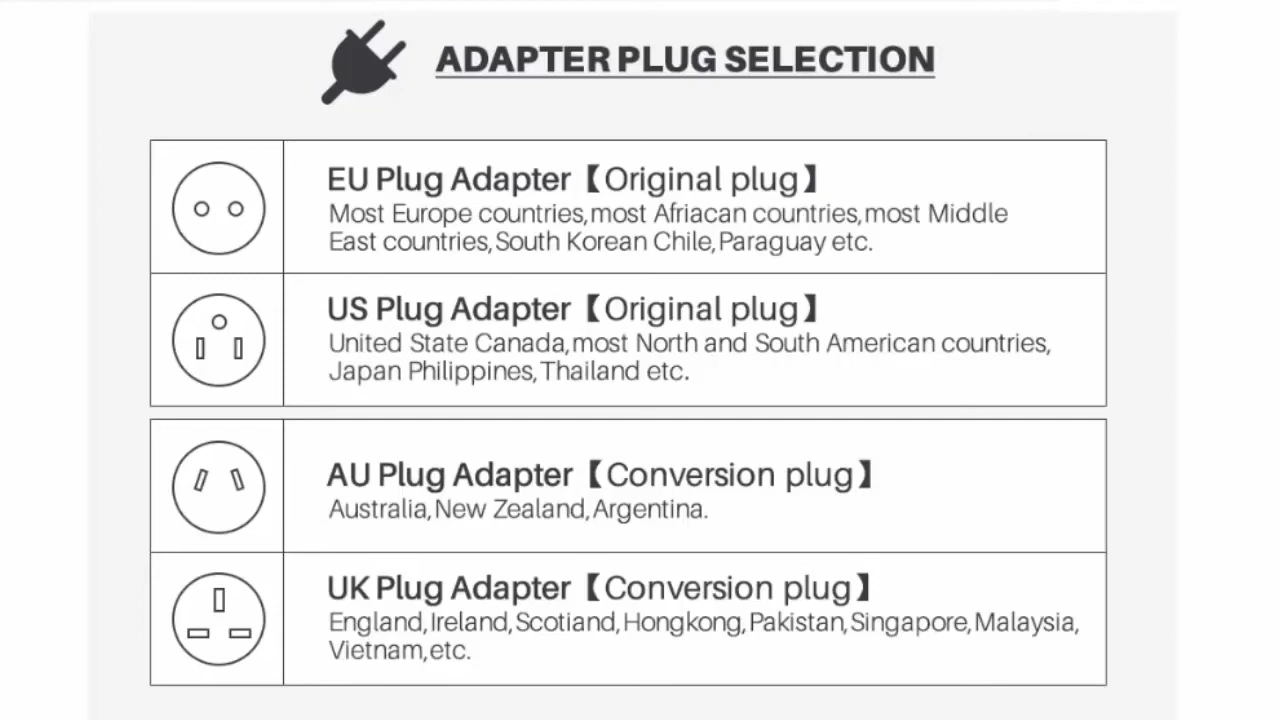 ADAPTER PLUG SELECTION
EU Plug Adapter【Original plug】
Most Europe countries,most Afriacan countries,most Middle
East countries,South Korean Chile,Paraguay etc.
US Plug Adapter【Original plug】
United State Canada,most North and South American countries,
Japan Philippines,Thailand etc.
AU Plug Adapter【Conversion plug】
Australia,New Zealand,Argentina.
UK Plug Adapter【Conversion plug】
England,Ireland,Scotiand,Hongkong,Pakistan,Singapore,Malaysia,
Vietnam,etc.